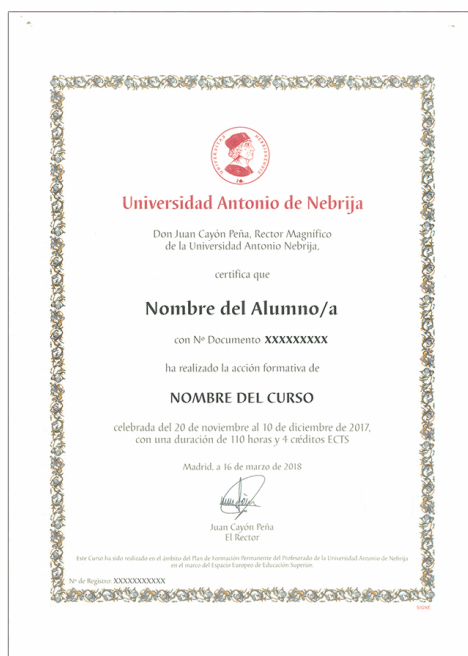 Universidad Antonio de Nebrija
Don Juan Cayón Peña, Rector Magnífico
de la Universidad Antonio Nebrija,
certifica que
Nombre del Alumno/a
con Nº Documento XXXXXXXXX
ha realizado la acción formativa de
NOMBRE DEL CURSO
celebrada del 20 de noviembre al 10 de diciembre de 2017,
con una duración de 110 horas y 4 créditos ECTS
Madrid, a 16 de marzo de 2018
Juan Cayón Peña
El Rector
Este Curso ha sido realizado en el ámbito del Plan de Formación Permanente del Profesorado de la Universidad Antonio de Nebrija
en el marco del Espacio Europeo de Educación Superior.
Nº de Registro: XXXXXXXXXXX